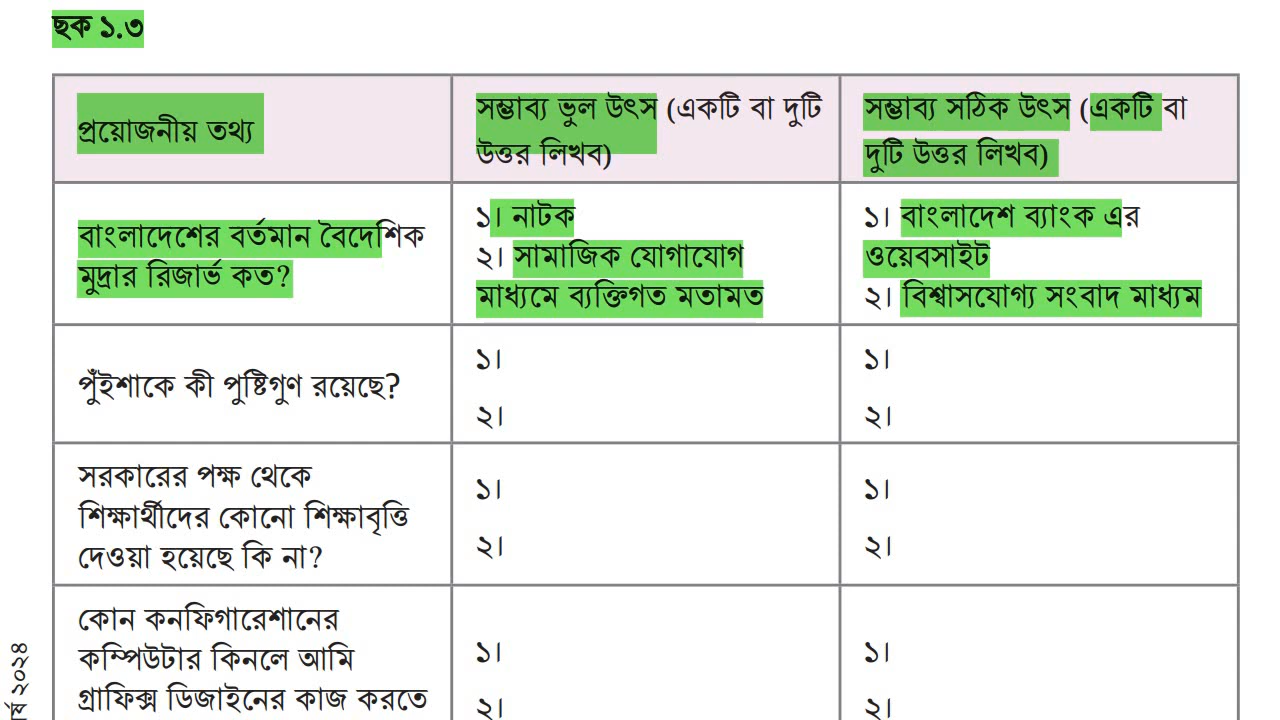 ছক ১.৩
প্রয়োজনীয় তথ্য
সম্ভাব্য ভুল উৎস (একটি বা দুটি
উত্তর লিখব)
সম্ভাব্য সঠিক উৎস (একটি বা
দুটি উত্তর লিখব)
বাংলাদেশের বর্তমান বৈদেশিক
মুদ্রার রিজার্ভ কত?
১। নাটক
২। সামাজিক যোগাযোগ
মাধ্যমে ব্যক্তিগত মতামত
১। বাংলাদেশ ব্যাংক এর
ওয়েবসাইট
২। বিশ্বাসযোগ্য সংবাদ মাধ্যম
পুঁইশাকে কী পুষ্টিগুণ রয়েছে?
১।
২।
১।
২।
সরকারের পক্ষ থেকে
শিক্ষার্থীদের কোনো শিক্ষাবৃত্তি
দেওয়া হয়েছে কি না?
১।
২।
১।
২।
কোন কনফিগারেশানের
কম্পিউটার কিনলে আমি
গ্রাফিক্স ডিজাইনের কাজ করতে
১।
২।
১।
২।
২০২৪